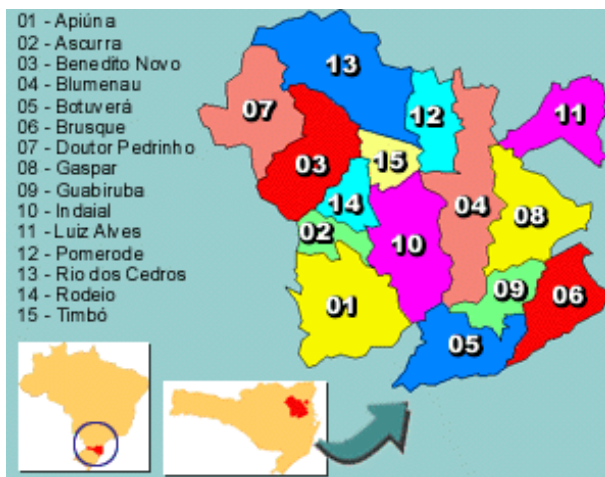 01 - Apiúna
02 - Ascurra
03 - Benedito Novo
04 - Blumenau
05 - Botuverá
06 - Brusque
07 - Doutor Pedrinho
08 - Gaspar
09 - Guabiruba
10 - Indaial
11 - Luiz Alves
12 - Pomerode
13 - Rio dos Cedros
14 - Rodeio
15 - Timbó
13
07
12
11
03
15
14
04
08
02
10
09
06
01
05